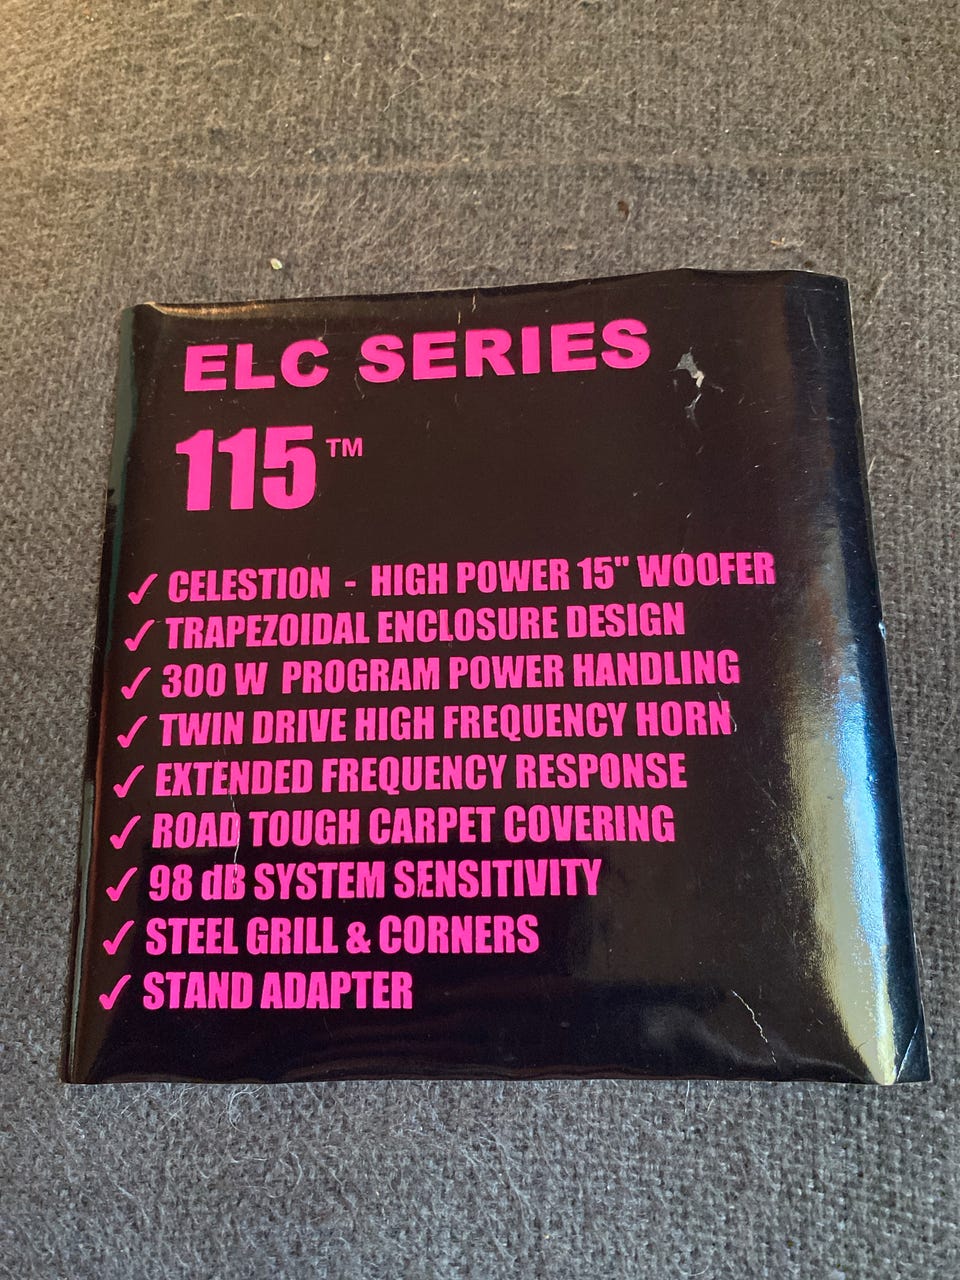 ELC SERIES
115™
✓ CELESTION - HIGH POWER 15" WOOFER
✓ TRAPEZOIDAL ENCLOSURE DESIGN
✓ 300 W PROGRAM POWER HANDLING
✓ TWIN DRIVE HIGH FREQUENCY HORN
✓ EXTENDED FREQUENCY RESPONSE
✓ ROAD TOUGH CARPET COVERING
✓ 98 dB SYSTEM SENSITIVITY
✓ STEEL GRILL & CORNERS
✓ STAND ADAPTER